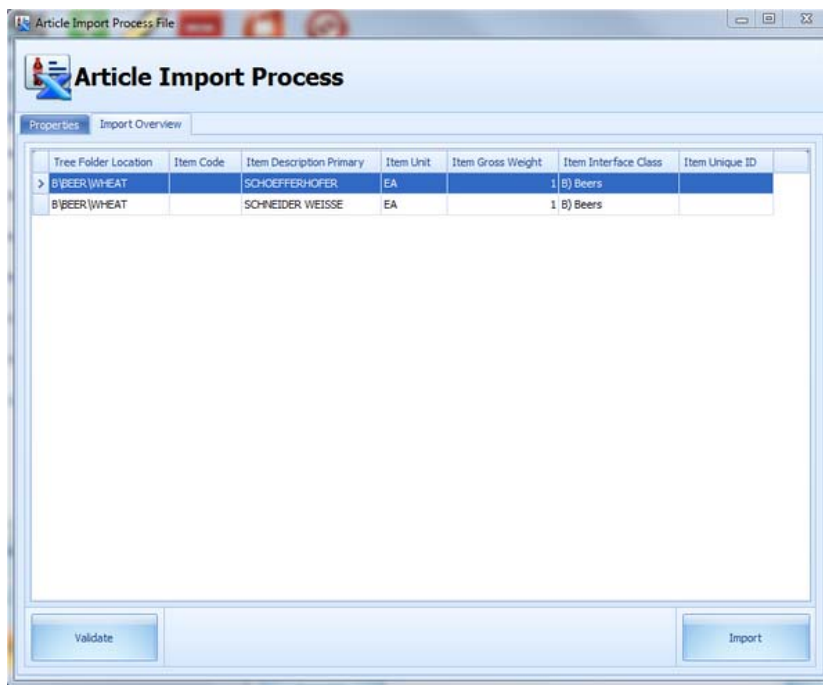 Article Import Process File
Article Import Process
Properties Import Overview
Tree Folder Location Item Code Item Description Primary Item Unit Item Gross Weight Item Interface Class Item Unique ID
B\BEER\WHEAT SCHOEFFERHOFER EA 1 B) Beers
B\BEER\WHEAT SCHNEIDER WEISSE EA 1 B) Beers
Validate Import